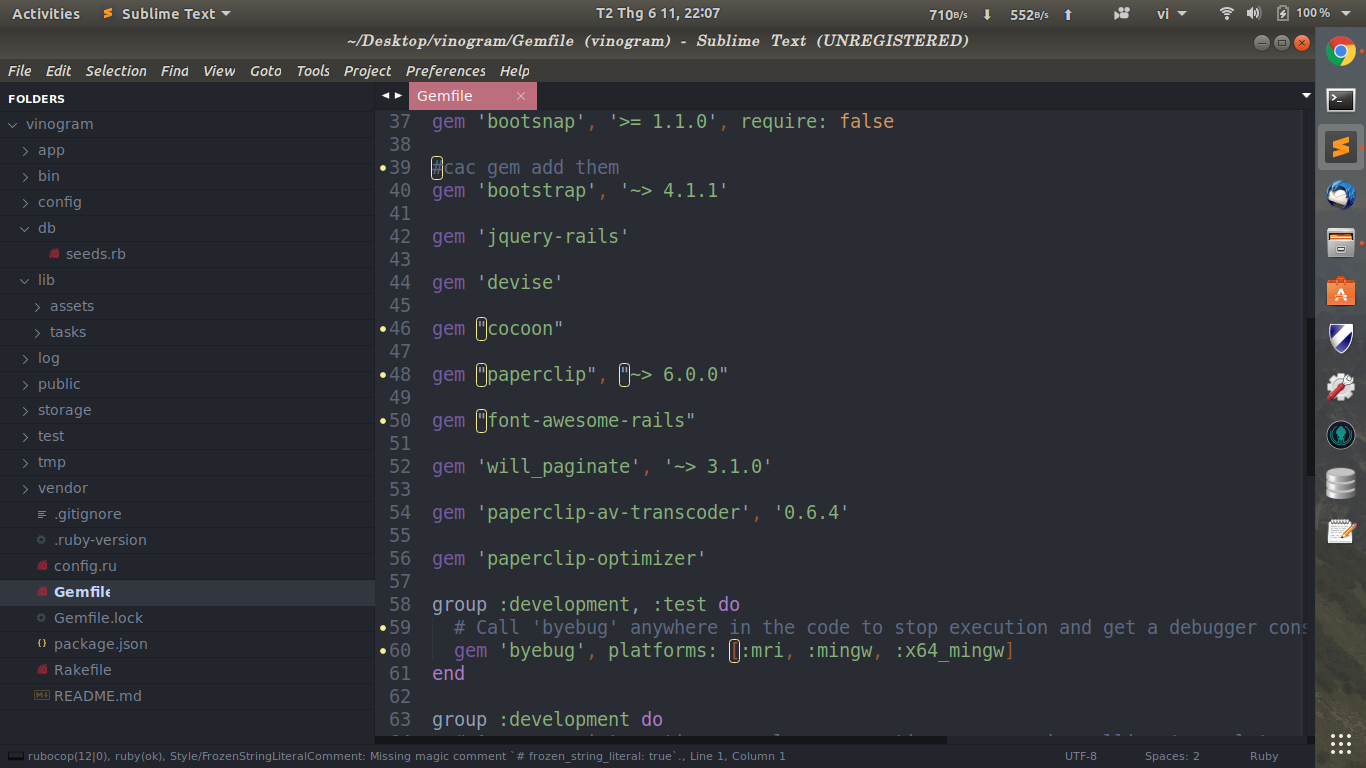 Activities Sublime Text T2 Thg 6 11, 22:07 710B/s 552B/s vi 100 %
~/Desktop/vinogram/Gemfile (vinogram) - Sublime Text (UNREGISTERED)
File Edit Selection Find View Goto Tools Project Preferences Help
FOLDERS
vinogram
app
bin
config
db
seeds.rb
lib
assets
tasks
log
public
storage
test
tmp
vendor
.gitignore
.ruby-version
config.ru
Gemfile
Gemfile.lock
package.json
Rakefile
README.md
Gemfile
37 gem 'bootsnap', '>= 1.1.0', require: false
38
39 #cac gem add them
40 gem 'bootstrap', '~> 4.1.1'
41
42 gem 'jquery-rails'
43
44 gem 'devise'
45
46 gem "cocoon"
47
48 gem "paperclip", "~> 6.0.0"
49
50 gem "font-awesome-rails"
51
52 gem 'will_paginate', '~> 3.1.0'
53
54 gem 'paperclip-av-transcoder', '0.6.4'
55
56 gem 'paperclip-optimizer'
57
58 group :development, :test do
59 # Call 'byebug' anywhere in the code to stop execution and get a debugger cons
60 gem 'byebug', platforms: [:mri, :mingw, :x64_mingw]
61 end
62
63 group :development do
rubocop(12|0), ruby(ok), Style/FrozenStringLiteralComment: Missing magic comment `# frozen_string_literal: true`., Line 1, Column 1 UTF-8 Spaces: 2 Ruby